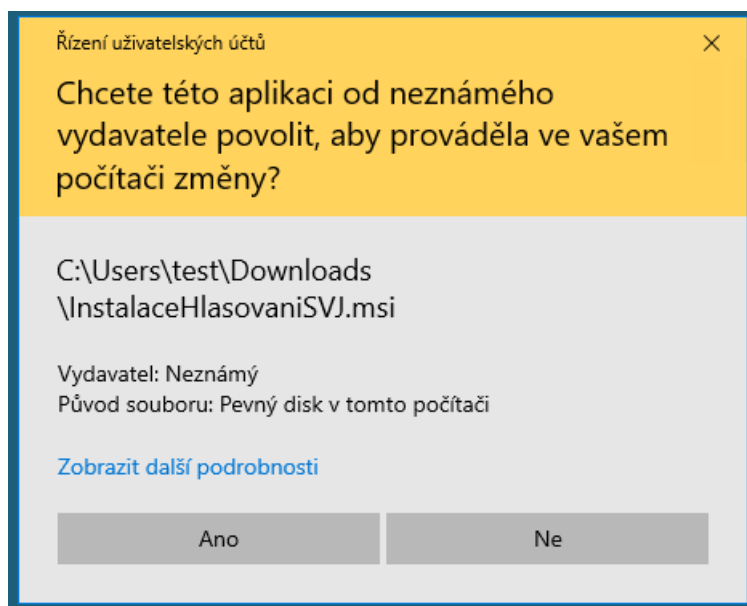 Řízení uživatelských účtů
Chcete této aplikaci od neznámého
vydavatele povolit, aby prováděla ve vašem
počítači změny?
C:\Users\test\Downloads
\InstalaceHlasovaniSVJ.msi
Vydavatel: Neznámý
Původ souboru: Pevný disk v tomto počítači
Zobrazit další podrobnosti
Ano
Ne